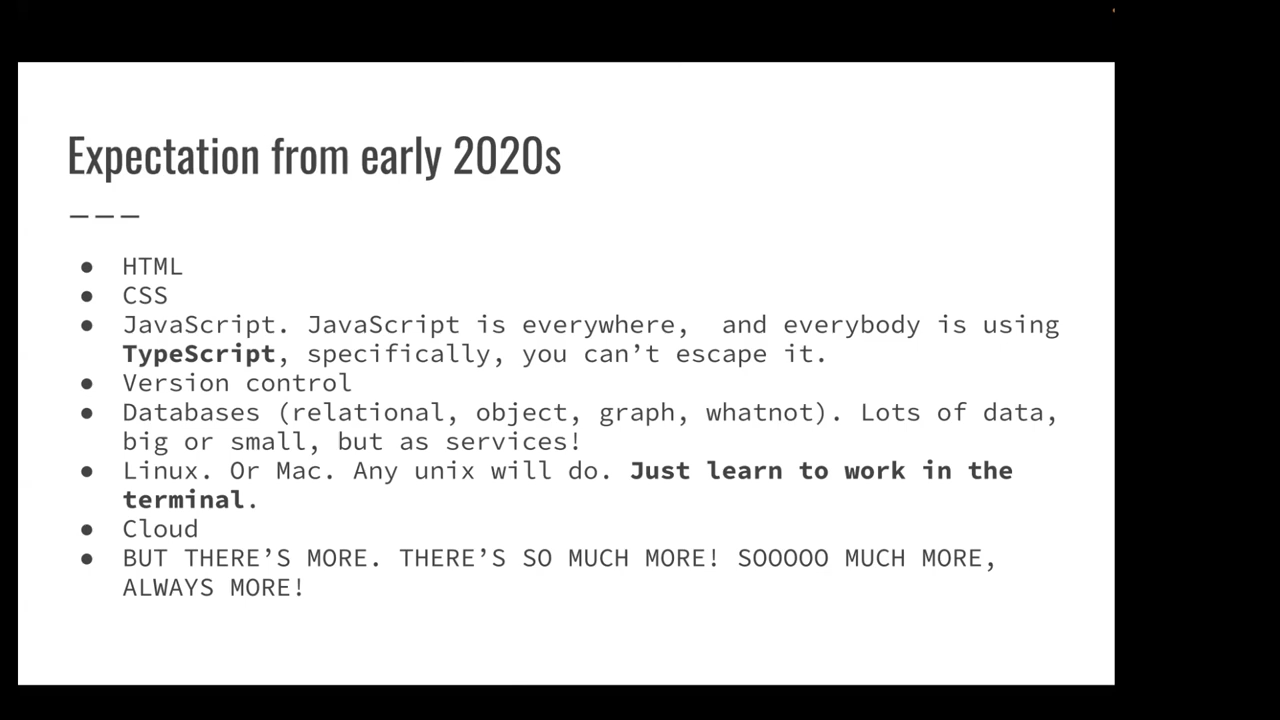 Expectation from early 2020s
———
● HTML
● CSS
● JavaScript. JavaScript is everywhere,  and everybody is using
TypeScript, specifically, you can’t escape it.
● Version control
● Databases (relational, object, graph, whatnot). Lots of data,
big or small, but as services!
● Linux. Or Mac. Any unix will do. Just learn to work in the
terminal.
● Cloud
● BUT THERE’S MORE. THERE’S SO MUCH MORE! SOOOOO MUCH MORE,
ALWAYS MORE!